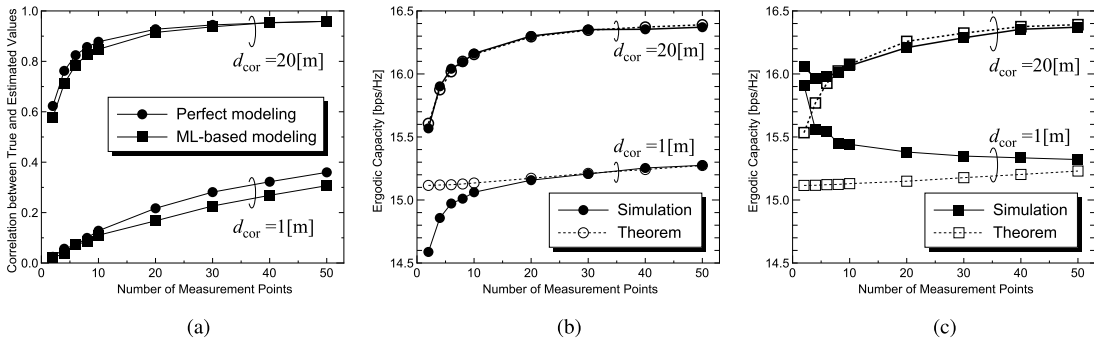 Correlation between True and Estimated Values
1.0
0.8
0.6
0.4
0.2
0.0
0 10 20 30 40 50
Number of Measurement Points
d_cor =20[m]
Perfect modeling
ML-based modeling
d_cor =1[m]
(a)
Ergodic Capacity [bps/Hz]
16.5
16.0
15.5
15.0
14.5
0 10 20 30 40 50
Number of Measurement Points
d_cor =20[m]
d_cor =1[m]
Simulation
Theorem
(b)
Ergodic Capacity [bps/Hz]
16.5
16.0
15.5
15.0
14.5
0 10 20 30 40 50
Number of Measurement Points
d_cor =20[m]
d_cor =1[m]
Simulation
Theorem
(c)